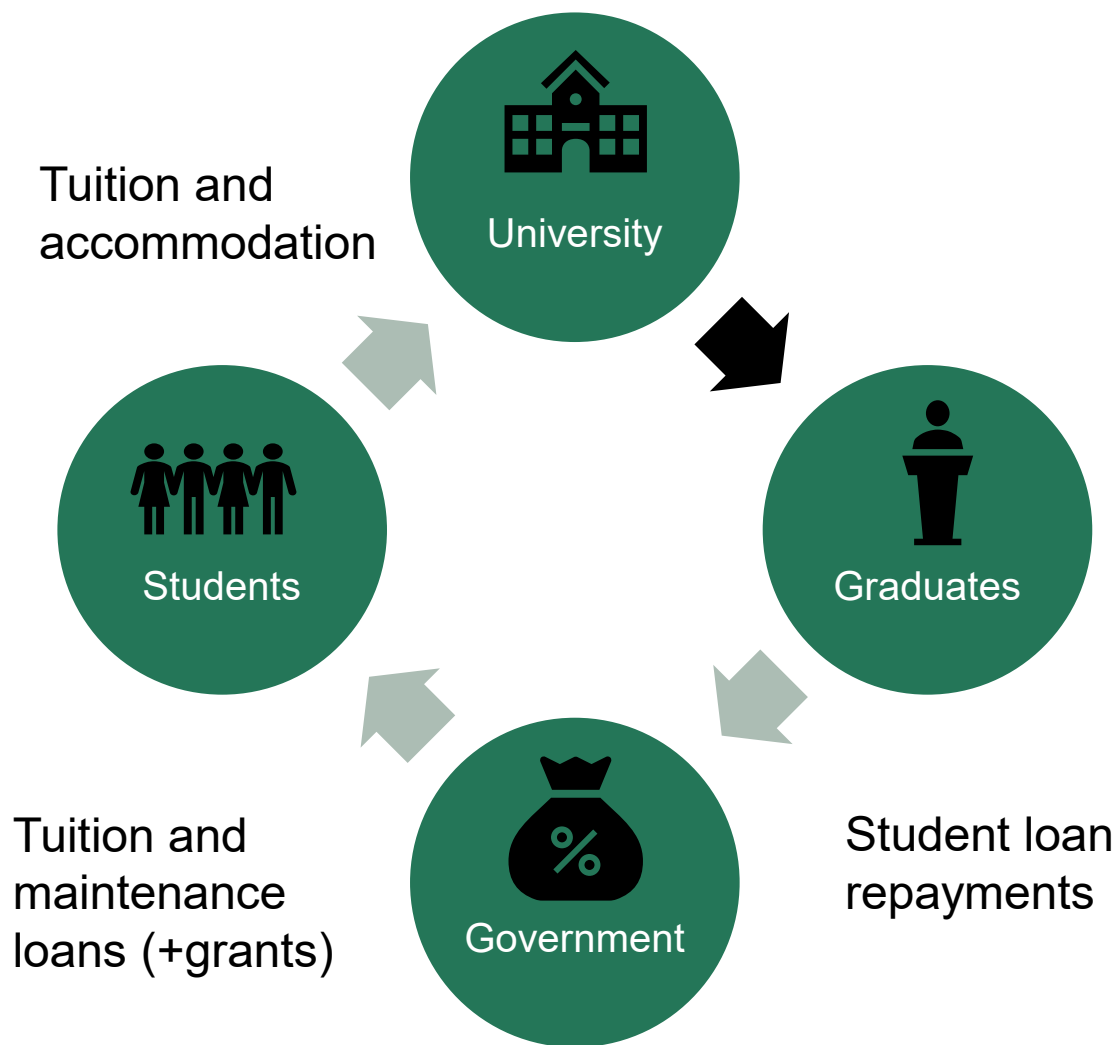 Tuition and
accommodation
University
Students
Graduates
Tuition and
maintenance
loans (+grants)
%
Government
Student loan
repayments